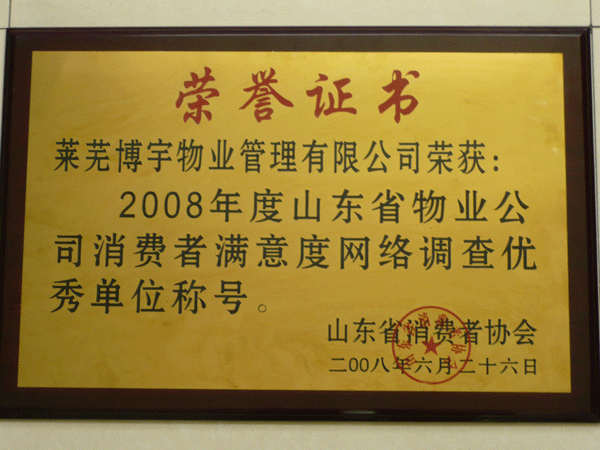 荣誉证书
莱芜博宇物业管理有限公司荣获：
2008年度山东省物业公
司消费者满意度网络调查优
秀单位称号。
山东省消费者协会
二00八年六月二十六日